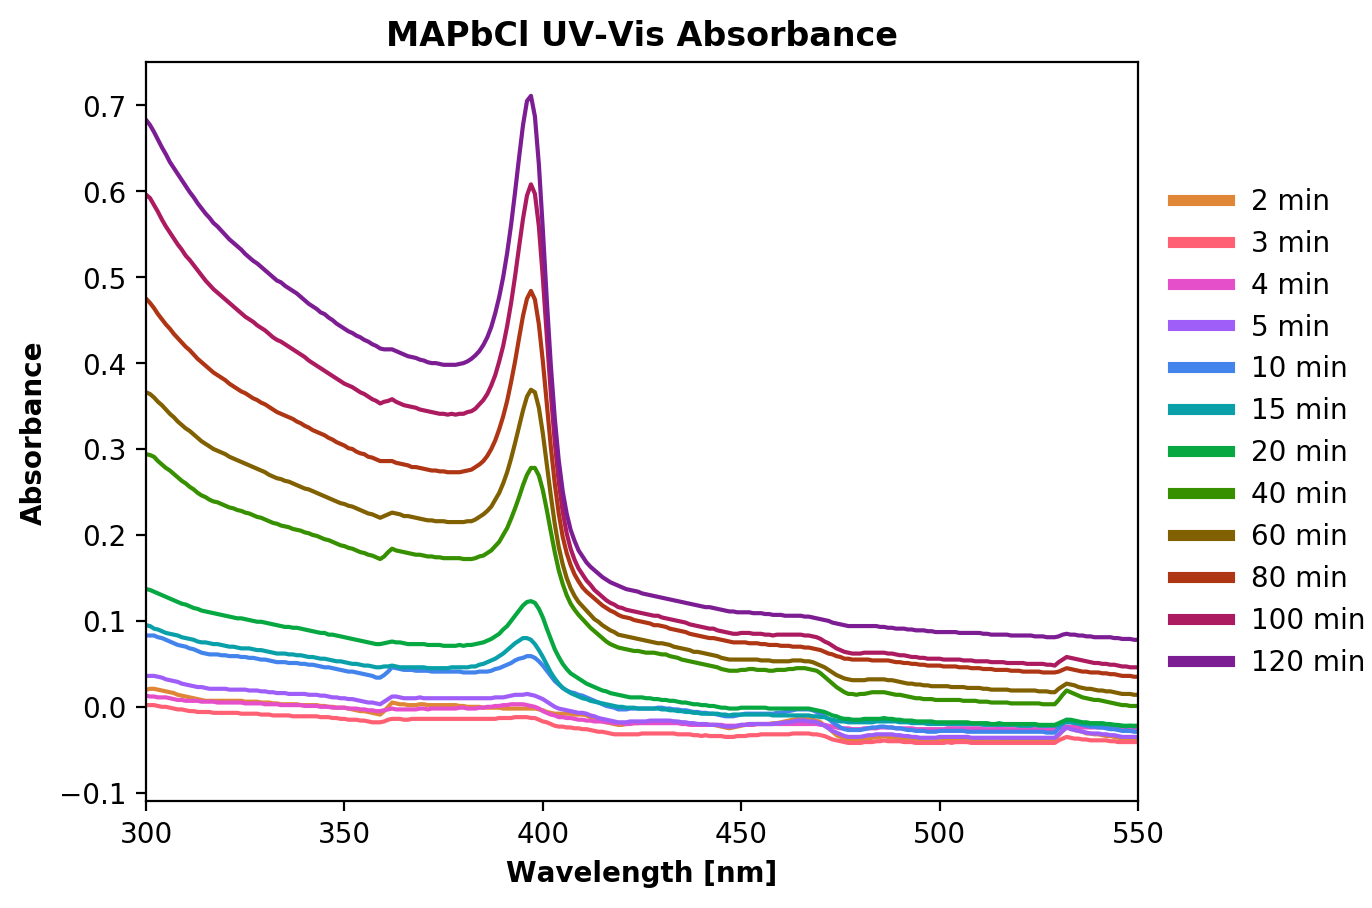 MAPbCl UV-Vis Absorbance
Absorbance
0.7
0.6
0.5
0.4
0.3
0.2
0.1
0.0
−0.1
300 350 400 450 500 550
Wavelength [nm]
2 min
3 min
4 min
5 min
10 min
15 min
20 min
40 min
60 min
80 min
100 min
120 min